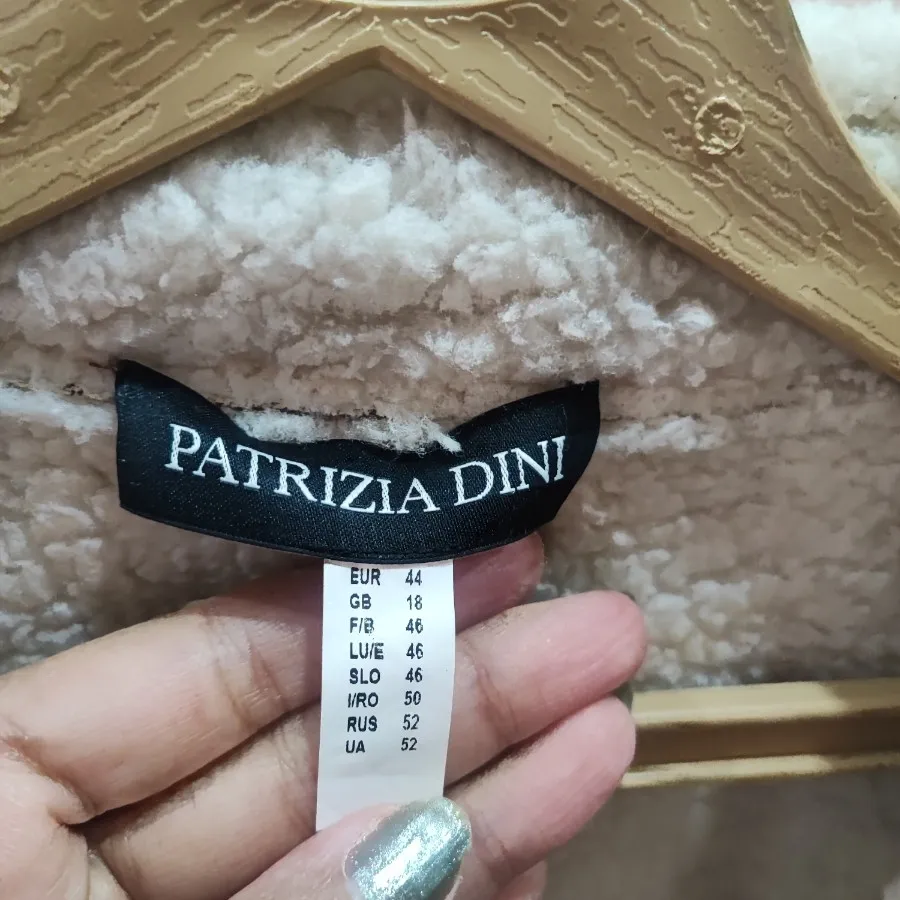 PATRIZIA DINI
EUR 44
GB 18
F/B 46
LU/E 46
SLO 46
I/RO 50
RUS 52
UA 52